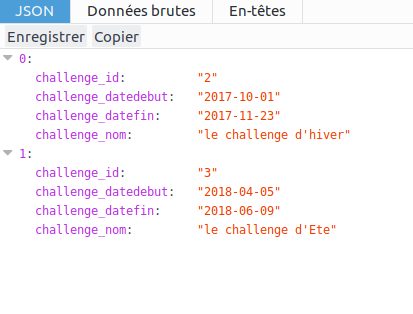 JSON Données brutes En-têtes
Enregistrer Copier
0:
challenge_id: "2"
challenge_datedebut: "2017-10-01"
challenge_datefin: "2017-11-23"
challenge_nom: "le challenge d'hiver"
1:
challenge_id: "3"
challenge_datedebut: "2018-04-05"
challenge_datefin: "2018-06-09"
challenge_nom: "le challenge d'Ete"